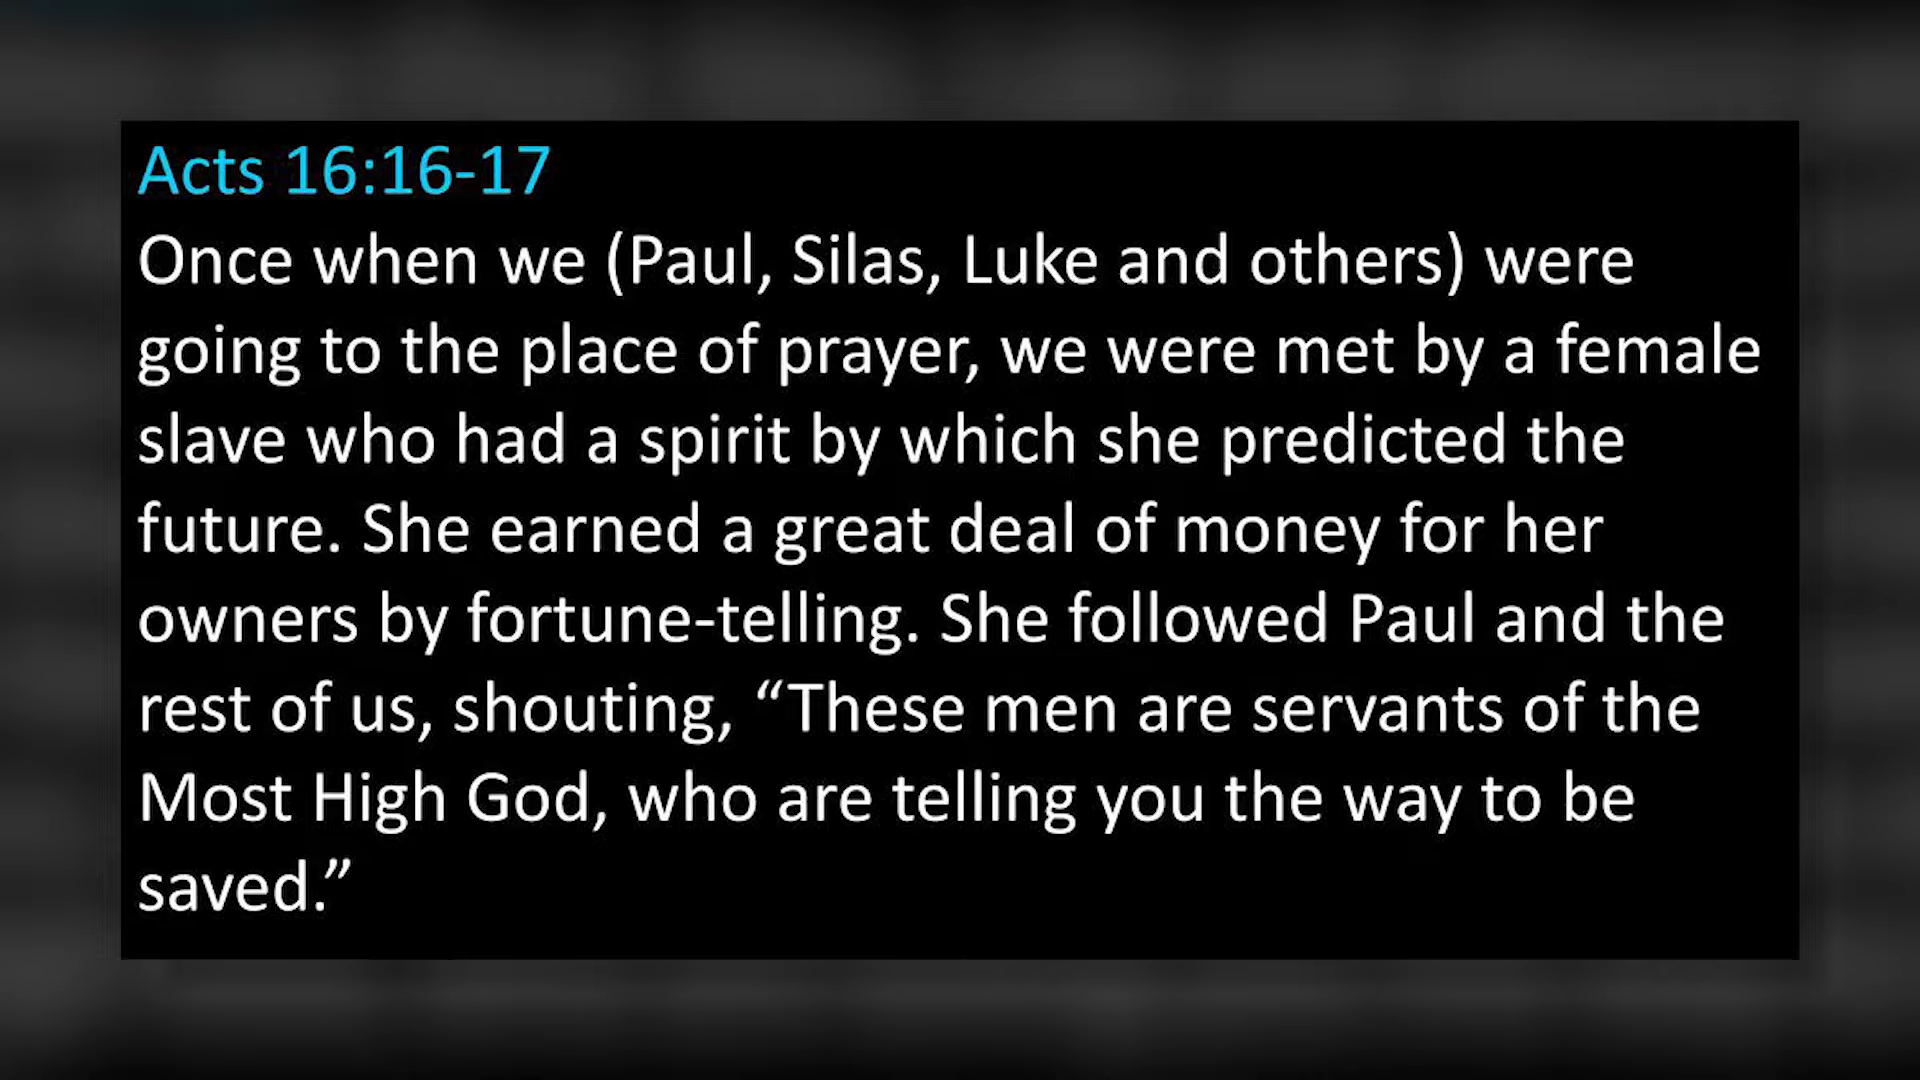 Acts 16:16-17
Once when we (Paul, Silas, Luke and others) were
going to the place of prayer, we were met by a female
slave who had a spirit by which she predicted the
future. She earned a great deal of money for her
owners by fortune-telling. She followed Paul and the
rest of us, shouting, “These men are servants of the
Most High God, who are telling you the way to be
saved.”